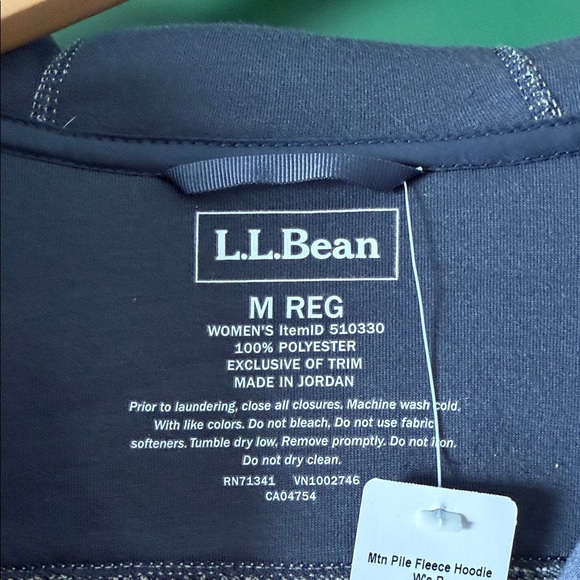 L.L.Bean
M REG
WOMEN'S ItemID 510330
100% POLYESTER
EXCLUSIVE OF TRIM
MADE IN JORDAN
Prior to laundering, close all closures. Machine wash cold.
With like colors. Do not bleach. Do not use fabric
softeners. Tumble dry low. Remove promptly. Do not iron.
Do not dry clean.
RN71341 VN1002746
CA04754
Mtn Pile Fleece Hoodie